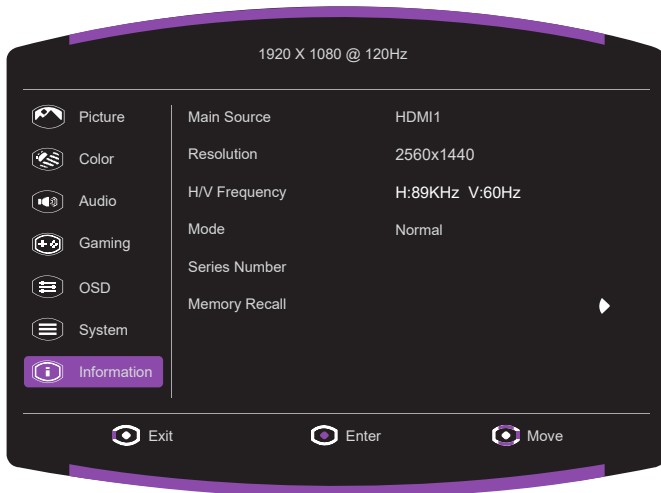 1920 X 1080 @ 120Hz
Picture
Color
Audio
Gaming
OSD
System
Information
Main Source HDMI1
Resolution 2560x1440
H/V Frequency H:89KHz V:60Hz
Mode Normal
Series Number
Memory Recall
Exit Enter Move